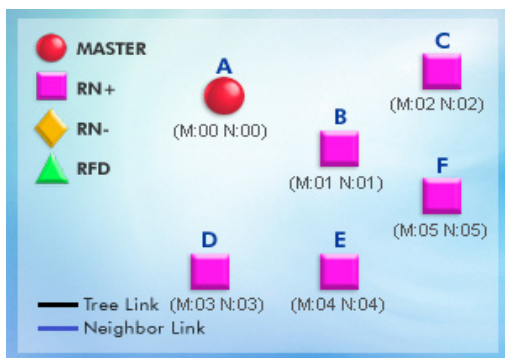 MASTER
RN+
RN-
RFD
A
(M:00 N:00)
B
(M:01 N:01)
C
(M:02 N:02)
F
(M:05 N:05)
D
(M:03 N:03)
E
(M:04 N:04)
Tree Link
Neighbor Link